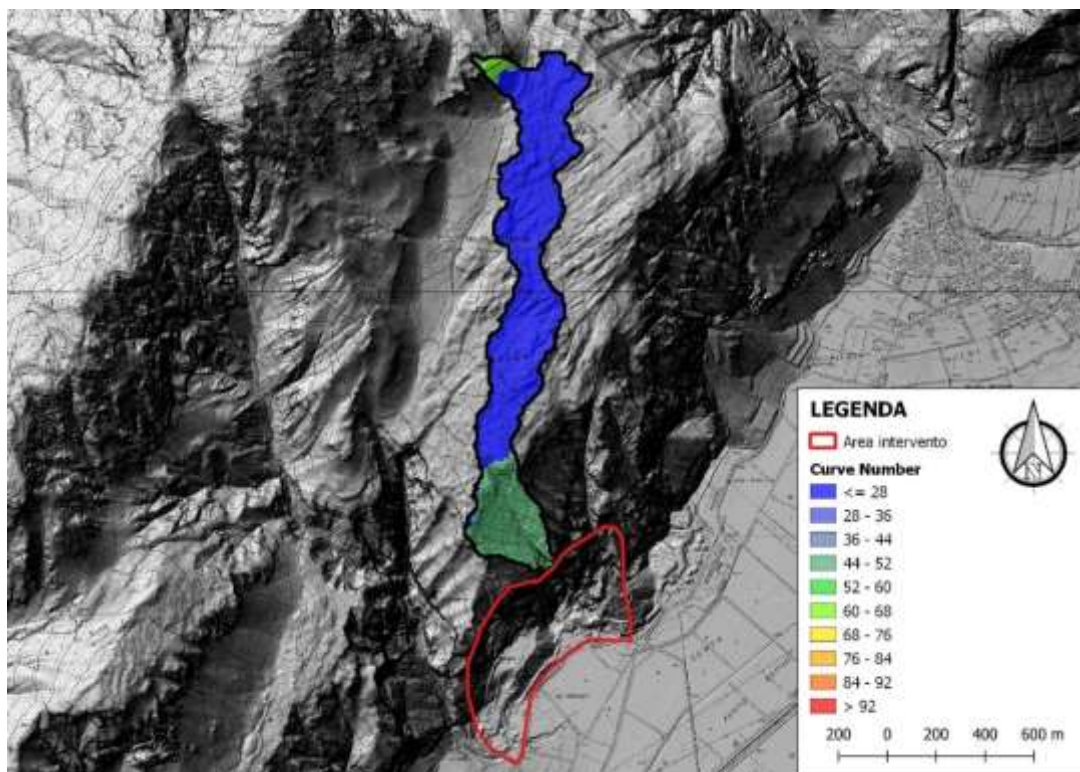 LEGENDA
Area intervento
Curve Number
<= 28
28 - 36
36 - 44
44 - 52
52 - 60
60 - 68
68 - 76
76 - 84
84 - 92
> 92
N
200 0 200 400 600 m